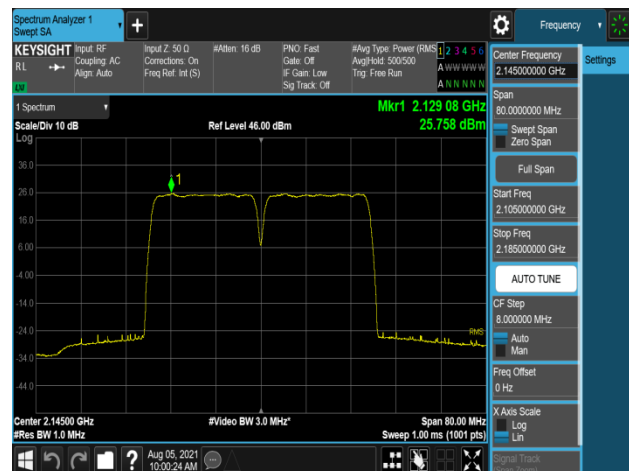 Spectrum Analyzer 1
Swept SA
Frequency
KEYSIGHT
RL
LW
Input: RF
Coupling: AC
Align: Auto
Input Z: 50 Ω
Corrections: On
Freq Ref: Int (S)
#Atten: 16 dB
PNO: Fast
Gate: Off
IF Gain: Low
Sig Track: Off
#Avg Type: Power (RMS
Avg|Hold: 500/500
Trig: Free Run
1 2 3 4 5 6
A W W W W W
A N N N N N
Center Frequency
2.145000000 GHz
Settings
Span
80.0000000 MHz
Swept Span
Zero Span
Full Span
Start Freq
2.105000000 GHz
Stop Freq
2.185000000 GHz
AUTO TUNE
CF Step
8.000000 MHz
Auto
Man
Freq Offset
0 Hz
X Axis Scale
Log
Lin
Signal Track
1 Spectrum
Mkr1 2.129 08 GHz
Scale/Div 10 dB
Ref Level 46.00 dBm
25.758 dBm
Log
36.0
1
26.0
16.0
6.00
-4.00
-14.0
-24.0
RMS
-34.0
-44.0
Center 2.14500 GHz
#Video BW 3.0 MHz*
Span 80.00 MHz
#Res BW 1.0 MHz
Sweep 1.00 ms (1001 pts)
?
Aug 05, 2021
10:00:24 AM